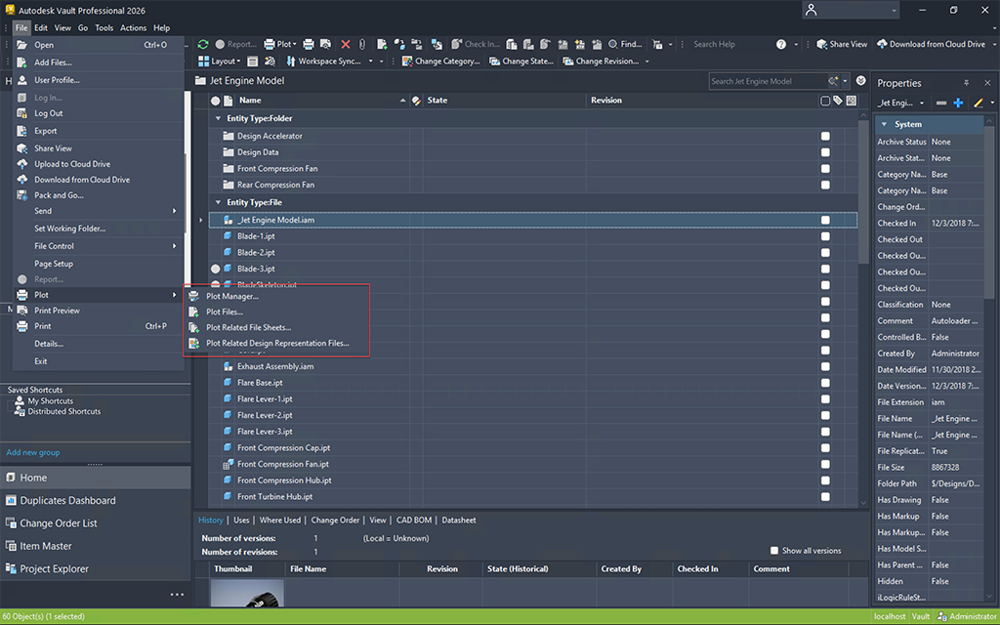 Autodesk Vault Professional 2026
File Edit View Go Tools Actions Help
Open Ctrl+O
Add Files...
User Profile...
Log In...
Log Out
Export
Share View
Upload to Cloud Drive
Download from Cloud Drive
Pack and Go...
Send
Set Working Folder...
File Control
Page Setup
Report...
Plot
Print Preview
Print Ctrl+P
Details...
Exit
Plot Manager...
Plot Files...
Plot Related File Sheets...
Plot Related Design Representation Files...
Report... Plot Check In... Find... Search Help Share View Download from Cloud Drive
Layout Workspace Sync... Change Category... Change State... Change Revision...
Jet Engine Model
Search Jet Engine Model
Name State Revision
Entity Type:Folder
Design Accelerator
Design Data
Front Compression Fan
Rear Compression Fan
Entity Type:File
_Jet Engine Model.iam
Blade-1.ipt
Blade-2.ipt
Blade-3.ipt
BladeSkeleton.ipt
Exhaust Assembly.iam
Flare Base.ipt
Flare Lever-1.ipt
Flare Lever-2.ipt
Flare Lever-3.ipt
Front Compression Cap.ipt
Front Compression Fan.ipt
Front Compression Hub.ipt
Front Turbine Hub.ipt
Saved Shortcuts
My Shortcuts
Distributed Shortcuts
Add new group
Home
Duplicates Dashboard
Change Order List
Item Master
Project Explorer
History Uses Where Used Change Order View CAD BOM Datasheet
Number of versions: 1 (Local = Unknown)
Number of revisions: 1
Show all versions
Thumbnail File Name Revision State (Historical) Created By Checked In Comment
Properties
_Jet Engi...
System
Archive Status None
Archive Stat... None
Category Na... Base
Category Na... Base
Change Ord...
Checked In 12/3/2018 7:...
Checked Out
Checked Ou...
Checked Ou...
Checked Ou...
Classification None
Comment Autoloader ...
Controlled B... False
Created By Administrator
Date Modified 11/30/2018 2...
Date Version... 12/3/2018 7:...
File Extension iam
File Name _Jet Engine ...
File Name (... _Jet Engine ...
File Replicat... True
File Size 8867328
Folder Path $/Designs/D...
Has Drawing False
Has Markup False
Has Markup... False
Has Model S...
Has Parent ... False
Hidden False
iLogicRuleSt...
60 Object(s) (1 selected)
localhost Vault Administrator